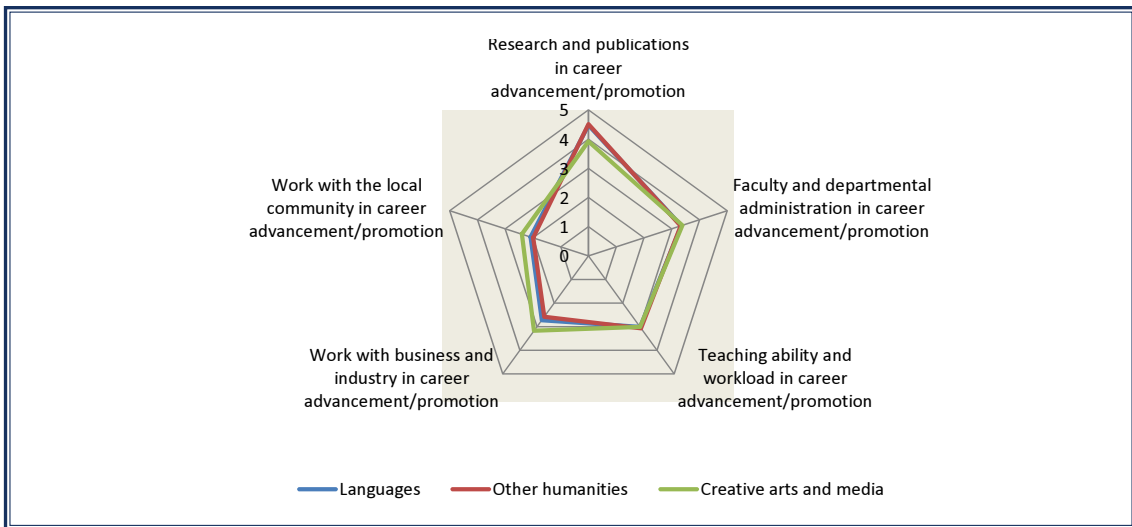 Research and publications
in career
advancement/promotion
5
4
3
2
1
0
Faculty and departmental
administration in career
advancement/promotion
Teaching ability and
workload in career
advancement/promotion
Work with business and
industry in career
advancement/promotion
Work with the local
community in career
advancement/promotion
Languages
Other humanities
Creative arts and media